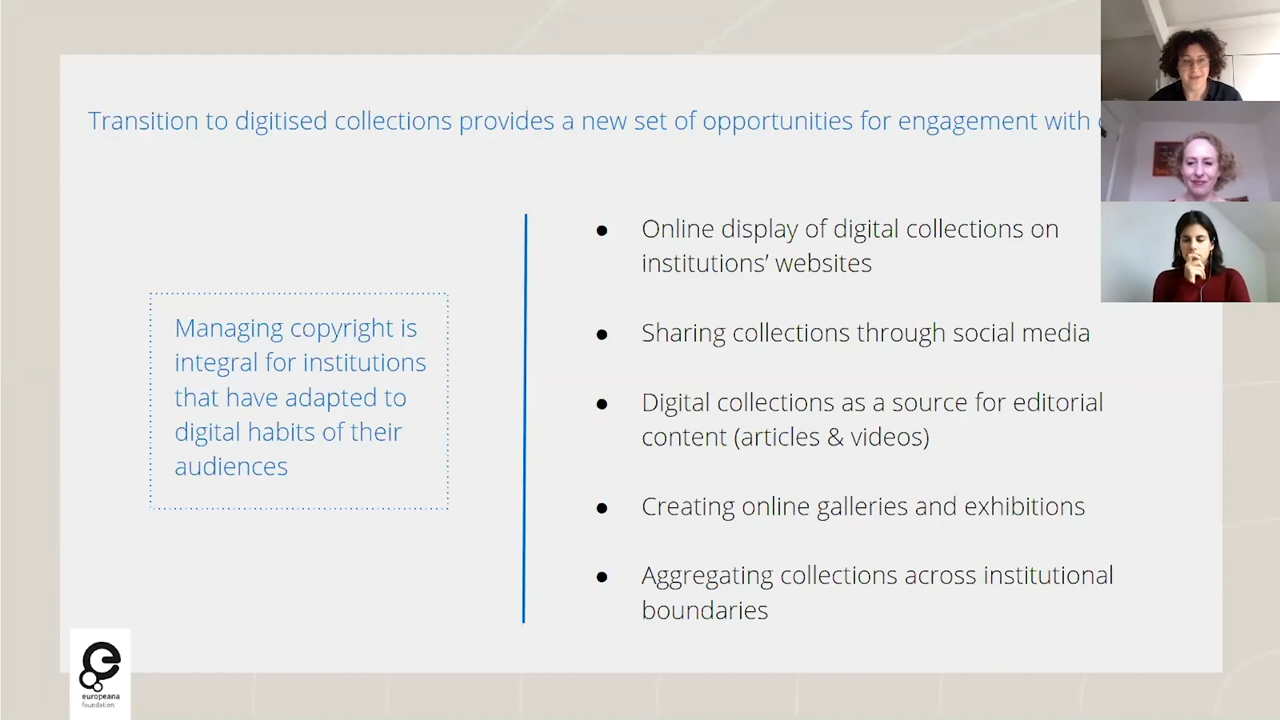 Transition to digitised collections provides a new set of opportunities for engagement with
Managing copyright is
integral for institutions
that have adapted to
digital habits of their
audiences
● Online display of digital collections on
institutions’ websites
● Sharing collections through social media
● Digital collections as a source for editorial
content (articles & videos)
● Creating online galleries and exhibitions
● Aggregating collections across institutional
boundaries
europeana
foundation